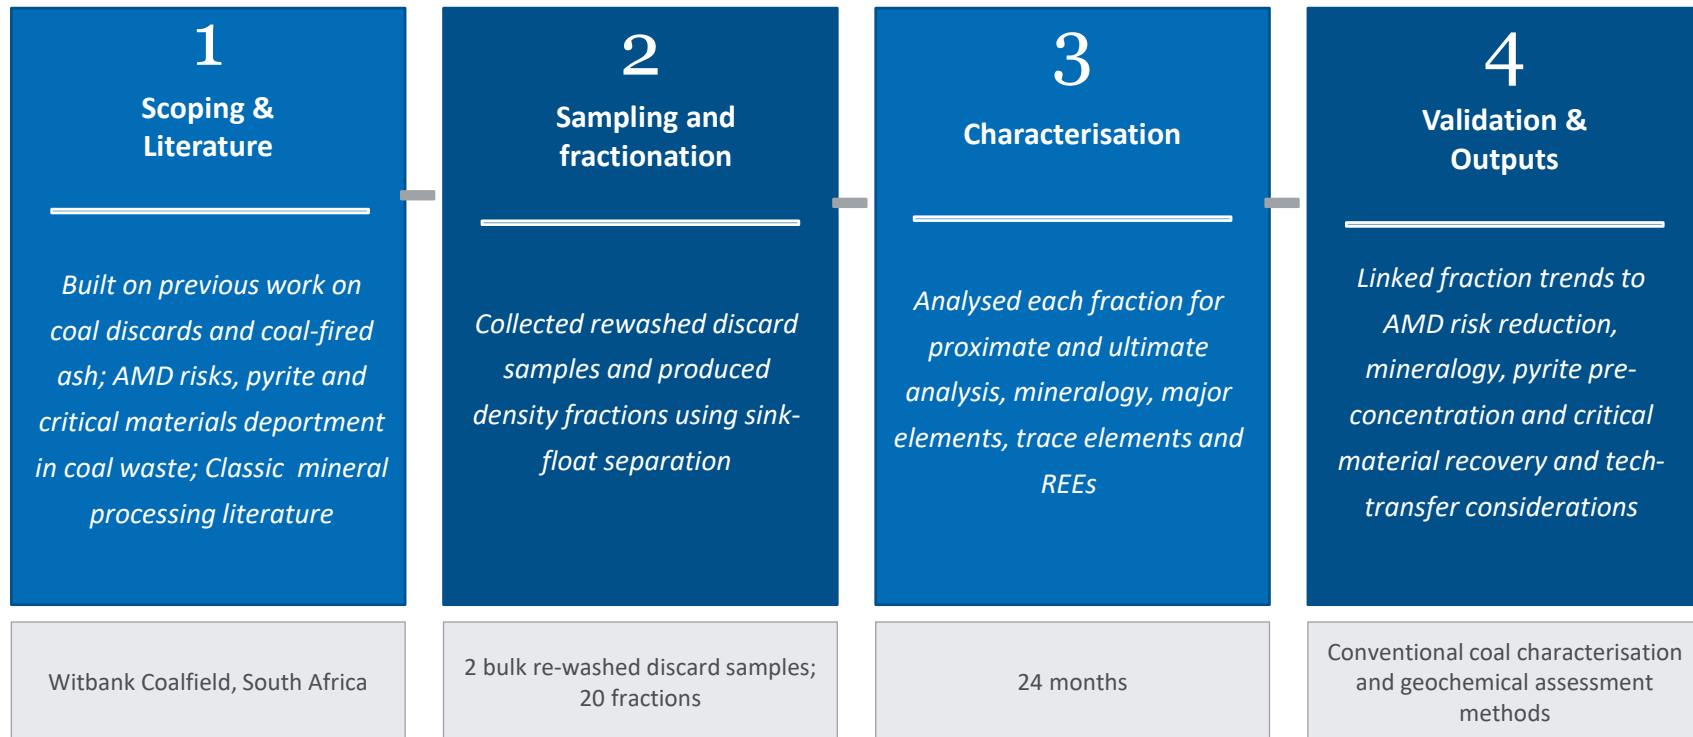 1
Scoping &
Literature
Built on previous work on
coal discards and coal-fired
ash; AMD risks, pyrite and
critical materials deportment
in coal waste; Classic mineral
processing literature
Witbank Coalfield, South Africa
2
Sampling and
fractionation
Collected rewashed discard
samples and produced
density fractions using sink-
float separation
2 bulk re-washed discard samples;
20 fractions
3
Characterisation
Analysed each fraction for
proximate and ultimate
analysis, mineralogy, major
elements, trace elements and
REEs
24 months
4
Validation &
Outputs
Linked fraction trends to
AMD risk reduction,
mineralogy, pyrite pre-
concentration and critical
material recovery and tech-
transfer considerations
Conventional coal characterisation
and geochemical assessment
methods